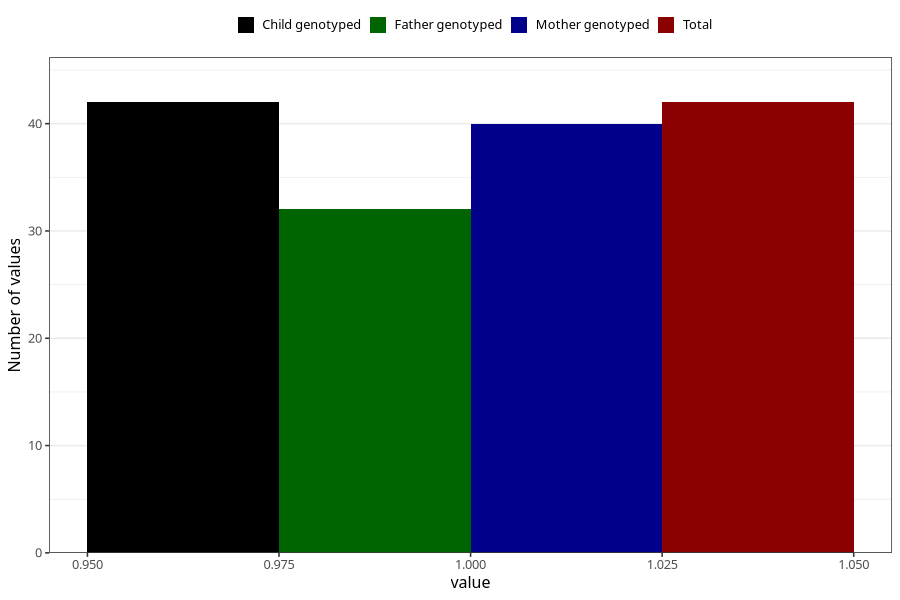 Child genotyped Father genotyped Mother genotyped Total
Number of values
40
30
20
10
0
0.950 0.975 1.000 1.025 1.050
value